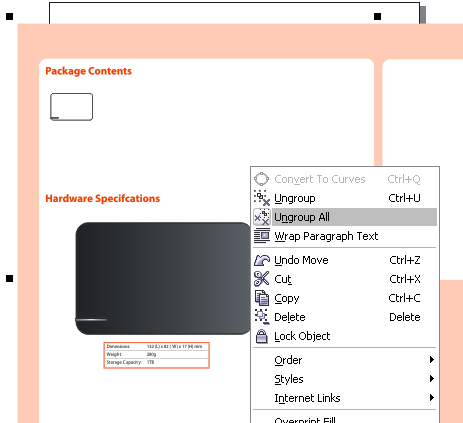 Package Contents
Hardware Specifcations
Dimensions: 132 (L) x 82 ( W) x 17 (H) mm
Weight: 280g
Storage Capacity: 1TB
Convert To Curves Ctrl+Q
Ungroup Ctrl+U
Ungroup All
Wrap Paragraph Text
Undo Move Ctrl+Z
Cut Ctrl+X
Copy Ctrl+C
Delete Delete
Lock Object
Order
Styles
Internet Links
Overprint Fill